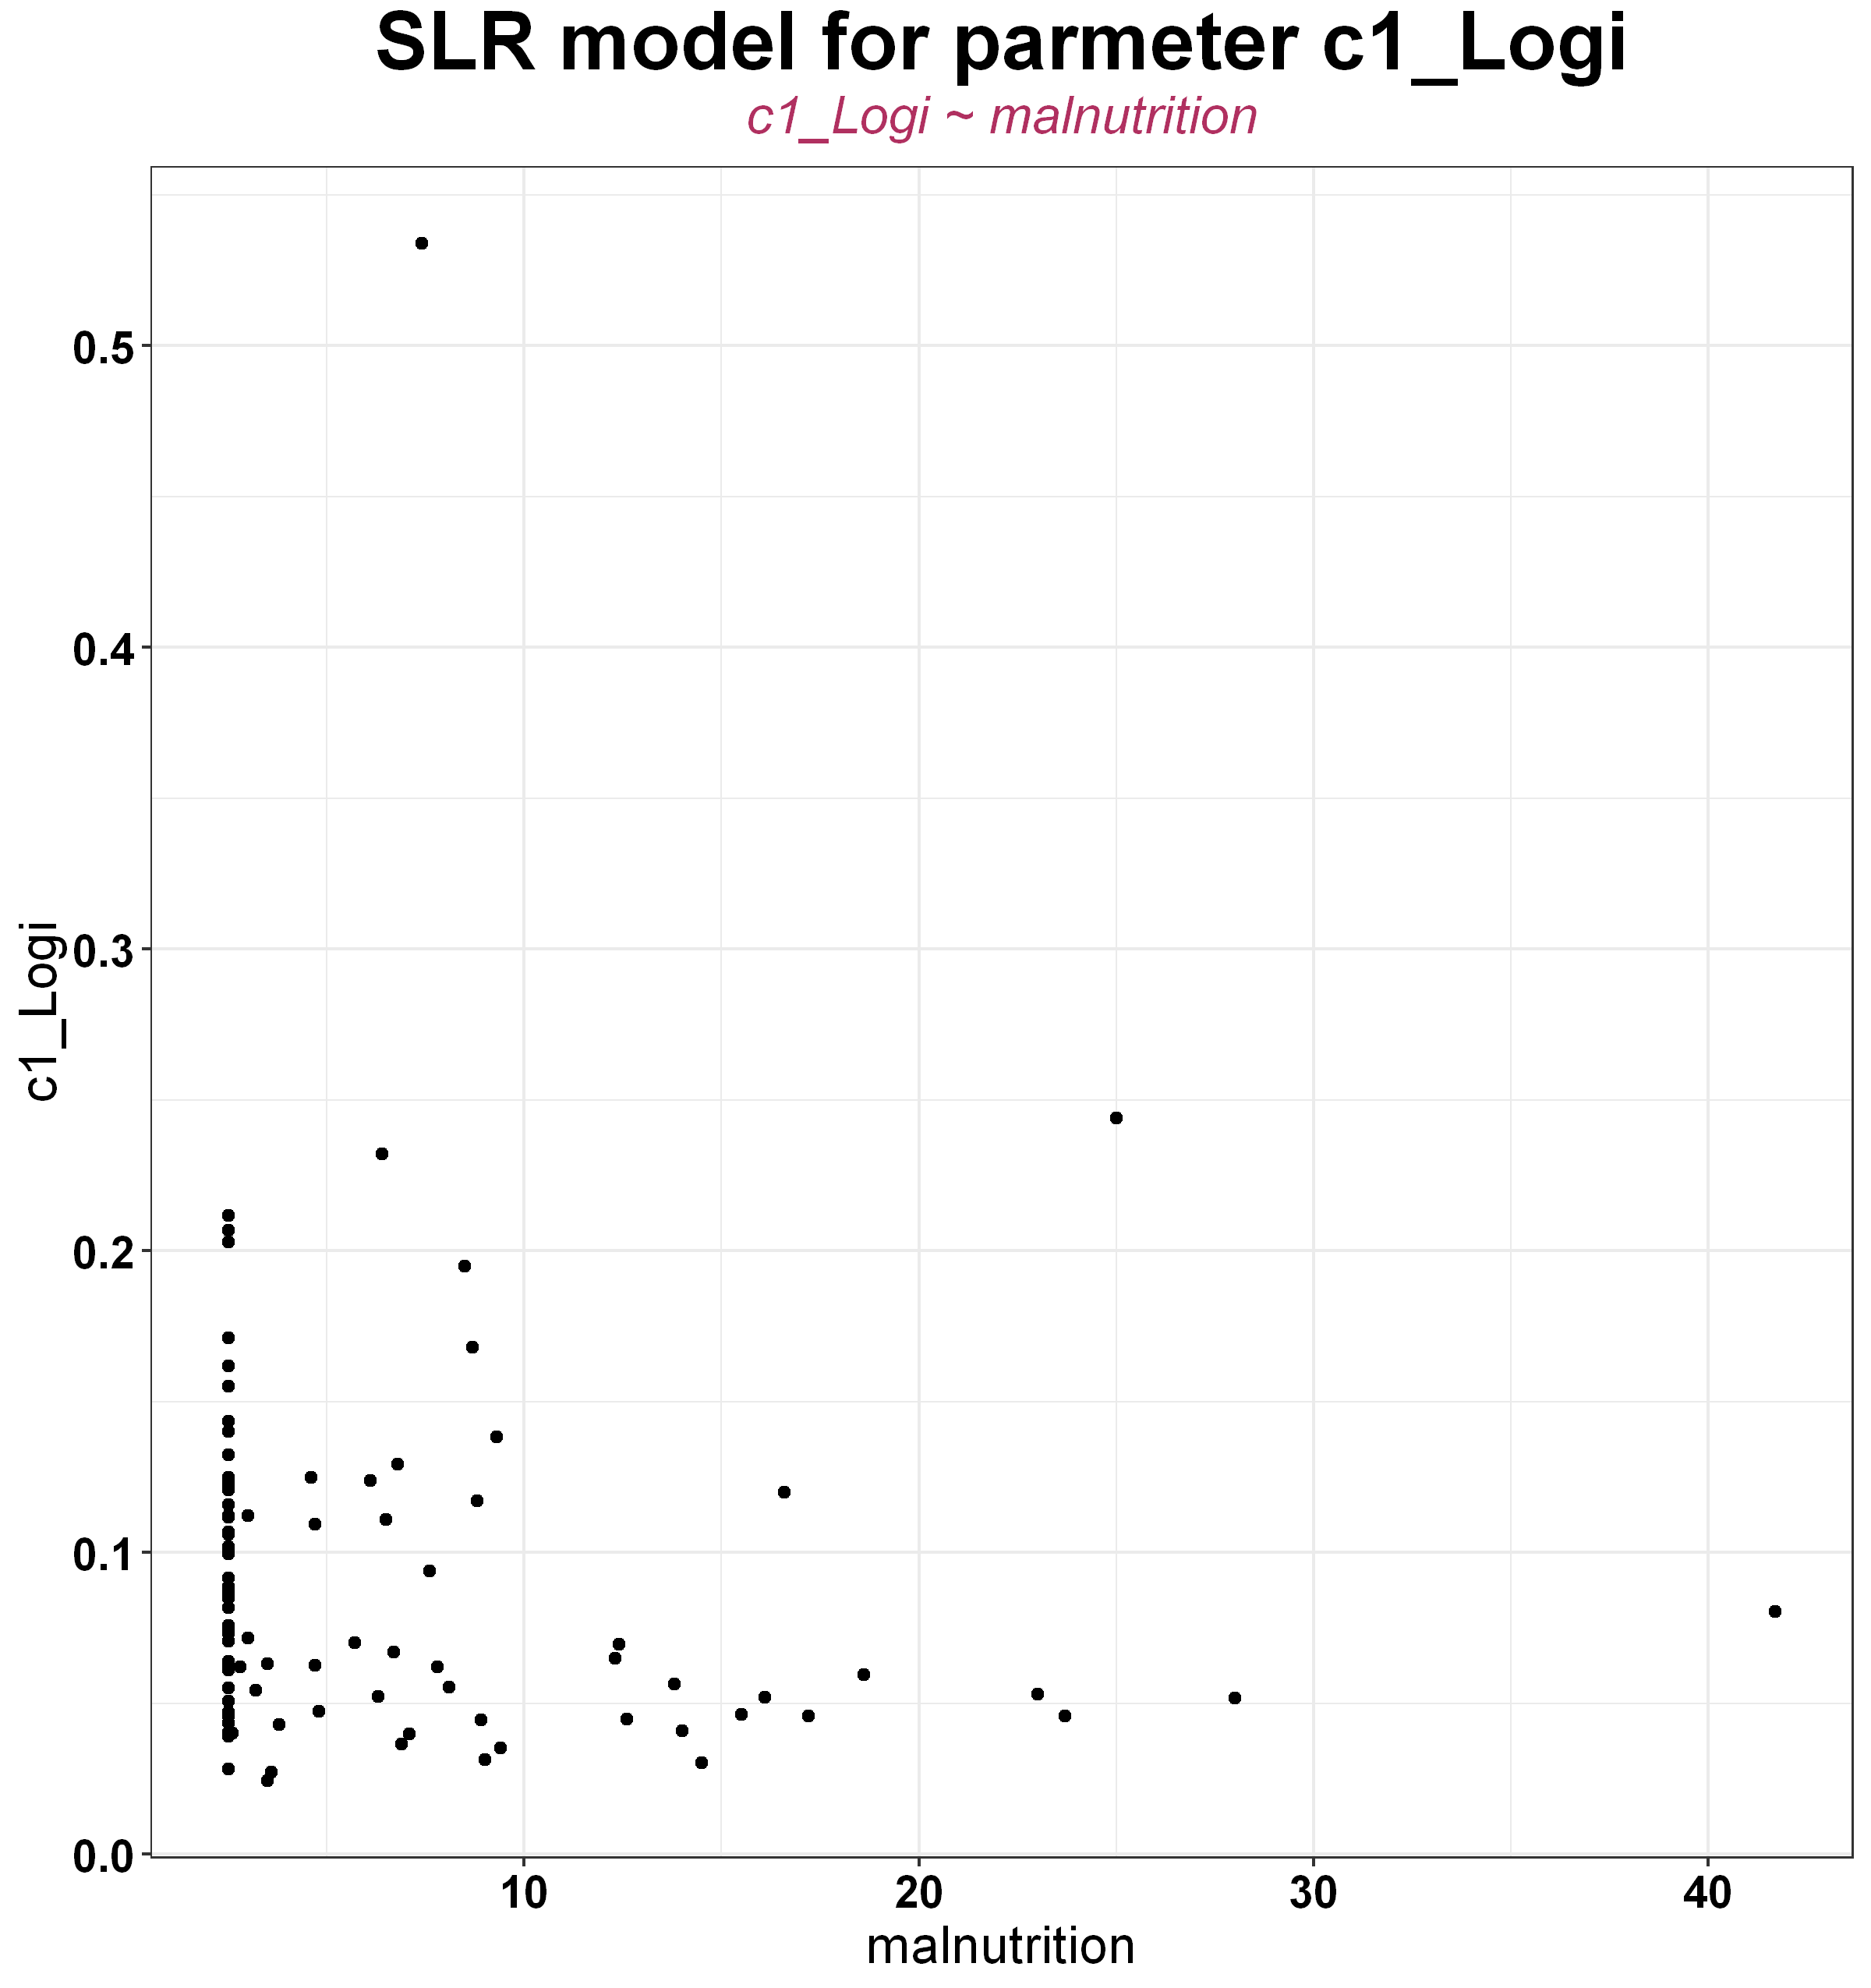 SLR model for parmeter c1_Logi
c1_Logi ~ malnutrition
c1_Logi
0.5
0.4
0.3
0.2
0.1
0.0
10
20
30
40
malnutrition